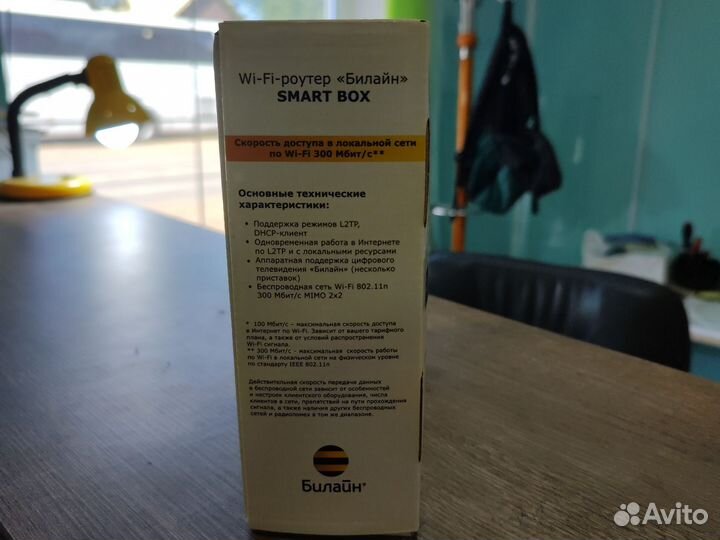 Wi-Fi-роутер «Билайн»
SMART BOX
Скорость доступа в локальной сети
по Wi-Fi 300 Мбит/с**
Основные технические
характеристики:
• Поддержка режимов L2TP,
DHCP-клиент
• Одновременная работа в Интернете
по L2TP и с локальными ресурсами
• Аппаратная поддержка цифрового
телевидения «Билайн» (несколько
приставок)
• Беспроводная сеть Wi-Fi 802.11n
300 Мбит/с MIMO 2x2
* 100 Мбит/с – максимальная скорость доступа
в Интернет по Wi-Fi. Зависит от вашего тарифного
плана, а также от условий распространения
Wi-Fi сигнала.
** 300 Мбит/с – максимальная скорость работы
по Wi-Fi в локальной сети на физическом уровне
по стандарту IEEE 802.11n
Действительная скорость передачи данных
в беспроводной сети зависит от особенностей
и настроек клиентского оборудования, числа
клиентов в сети, препятствий на пути прохождения
сигнала, а также наличия других беспроводных
сетей и радиопомех в том же диапазоне.
Билайн®
Avito